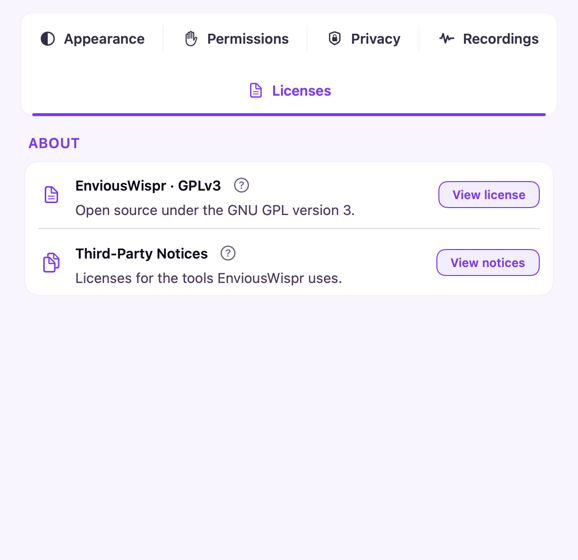 Appearance
Permissions
Privacy
Recordings
Licenses
ABOUT
EnviousWispr · GPLv3 ?
Open source under the GNU GPL version 3.
View license
Third-Party Notices ?
Licenses for the tools EnviousWispr uses.
View notices